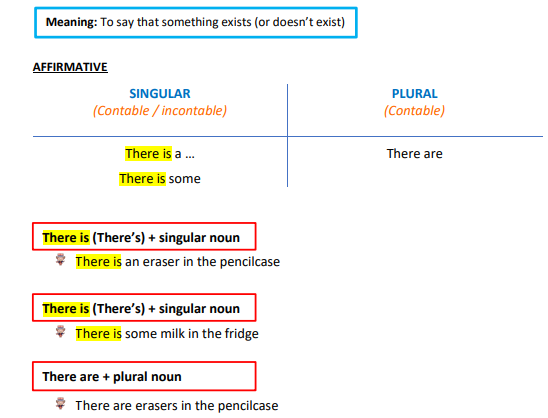 Meaning: To say that something exists (or doesn't exist)
AFFIRMATIVE
SINGULAR
(Contable / incontable)
PLURAL
(Contable)
There is a …
There are
There is some
There is (There's) + singular noun
There is an eraser in the pencilcase
There is (There's) + singular noun
There is some milk in the fridge
There are + plural noun
There are erasers in the pencilcase